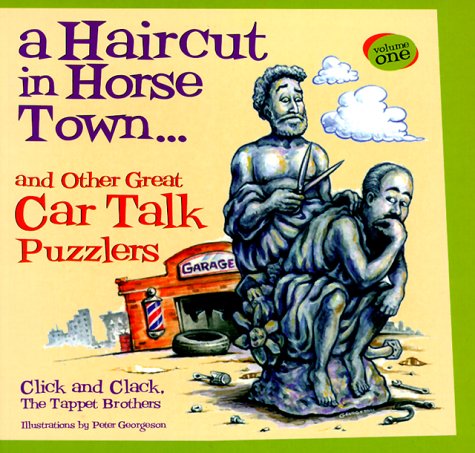 a Haircut
in Horse
Town...
volume
one
and Other Great
Car Talk
Puzzlers
GARAGE
Click and Clack,
The Tappet Brothers
Illustrations by Peter Georgeson
GEORGESON